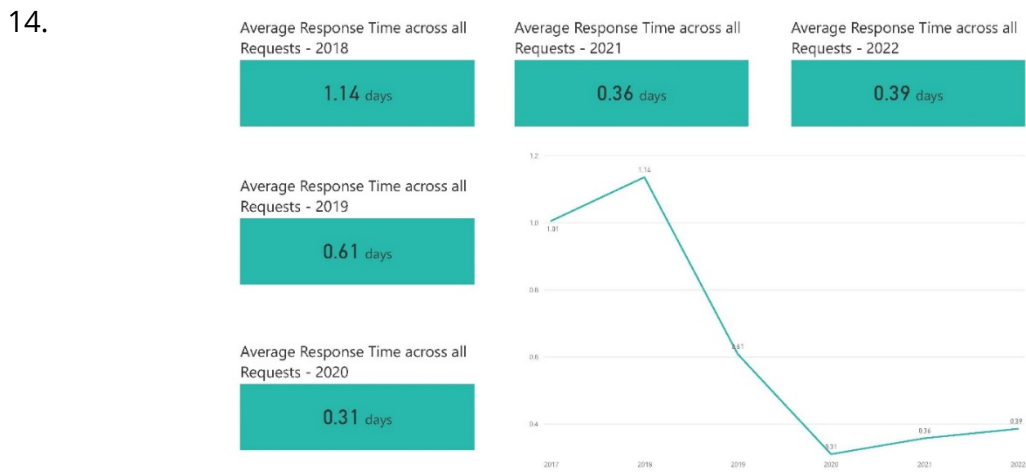 14.
Average Response Time across all
Requests - 2018
1.14 days
Average Response Time across all
Requests - 2021
0.36 days
Average Response Time across all
Requests - 2022
0.39 days
Average Response Time across all
Requests - 2019
0.61 days
Average Response Time across all
Requests - 2020
0.31 days
1.2
1.0
0.8
0.6
0.4
1.01
1.14
0.61
0.31
0.36
0.39
2017 2018 2019 2020 2021 2022